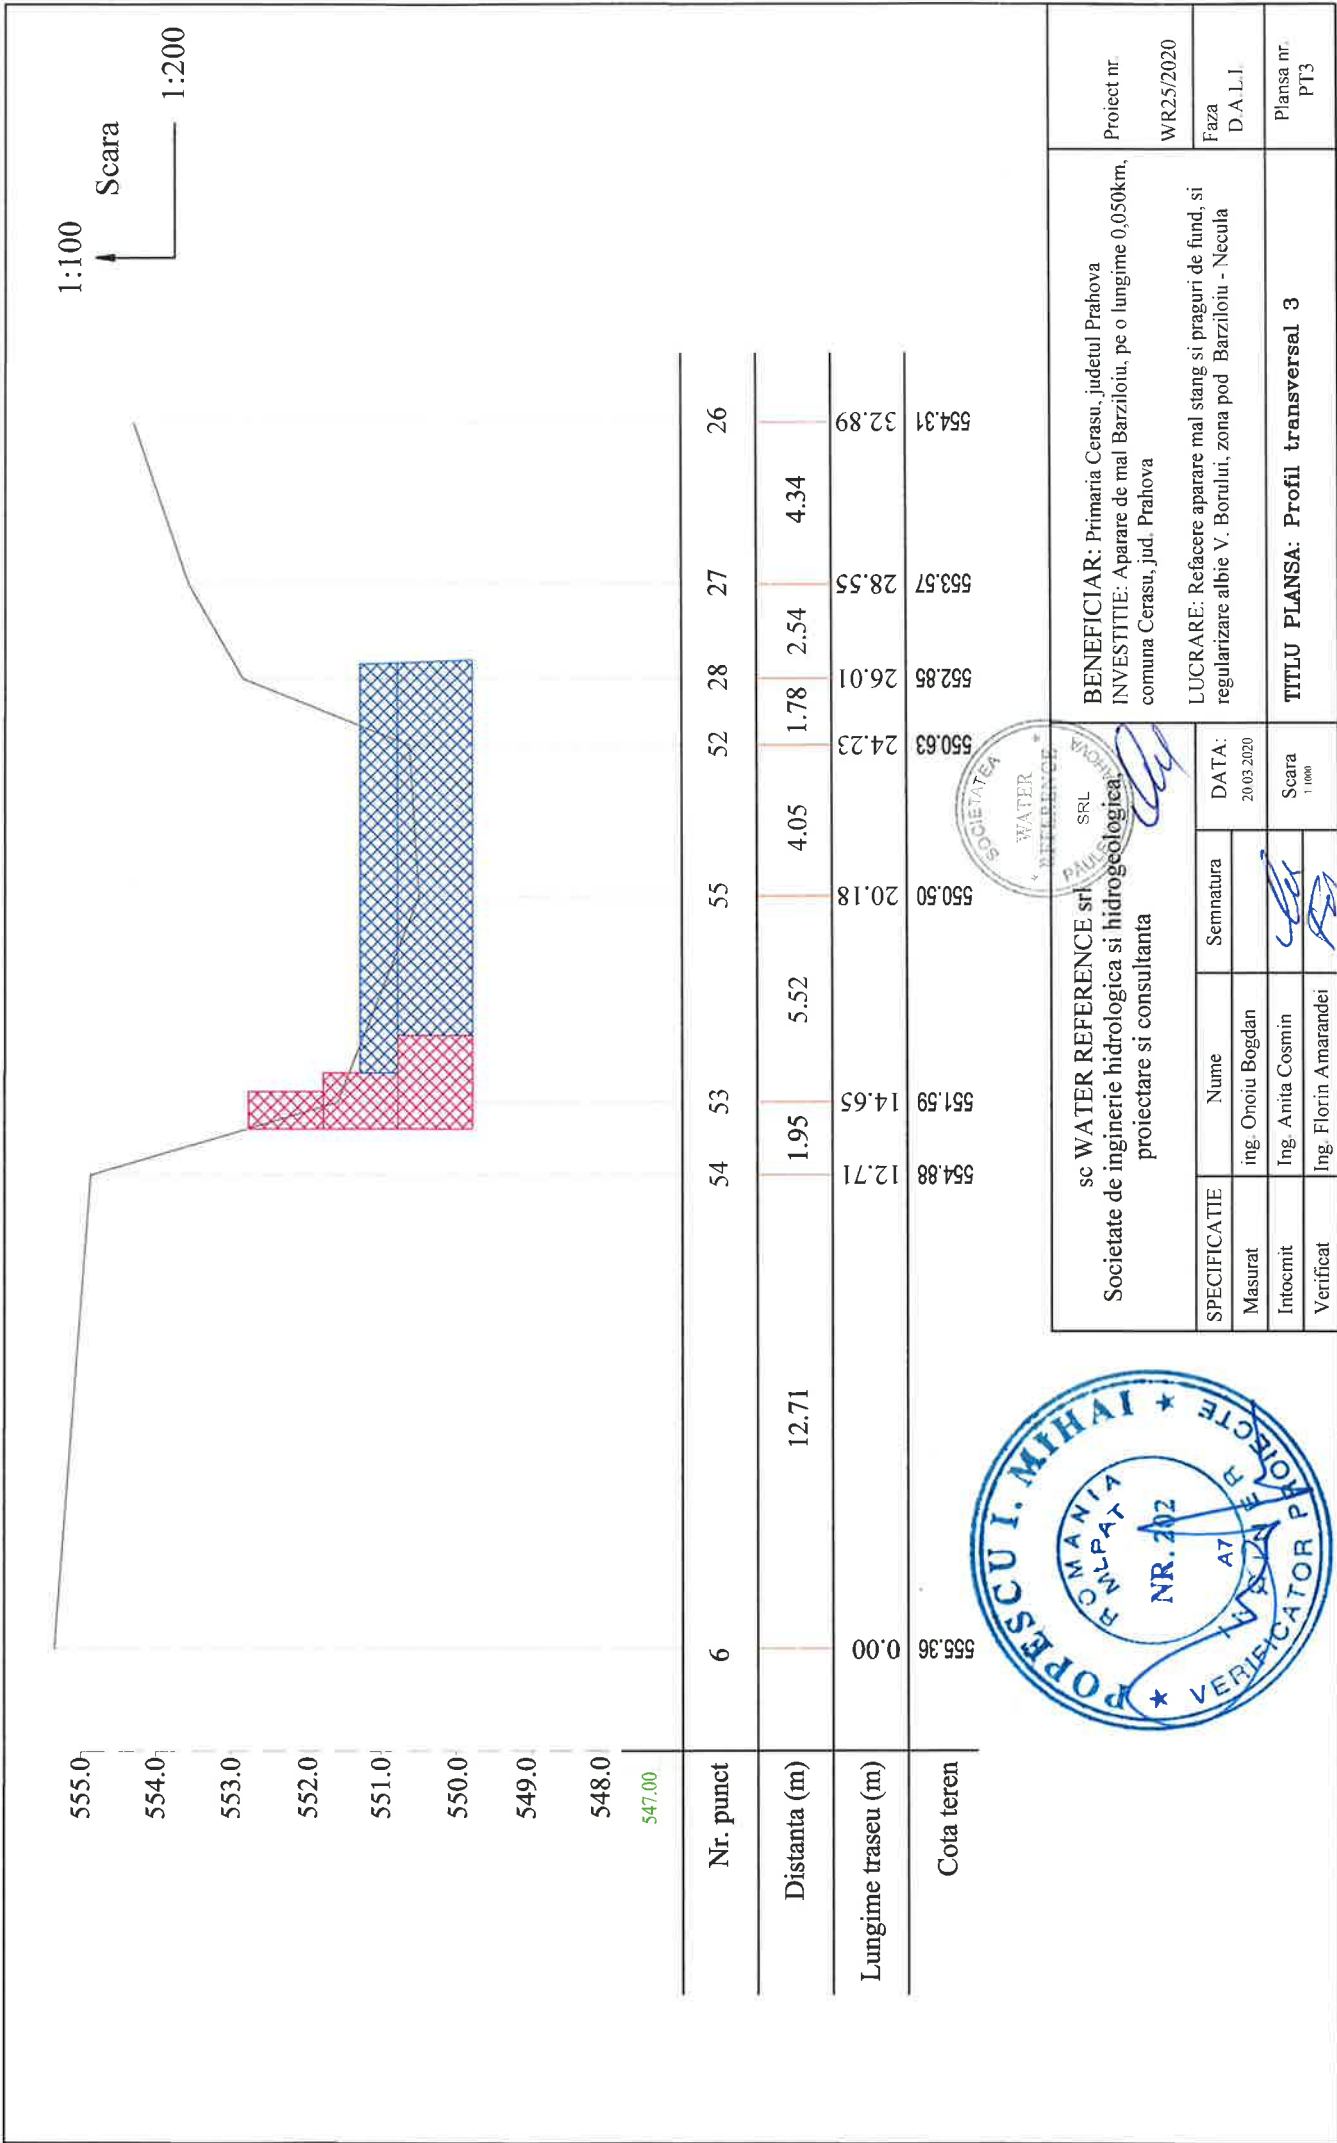 1:100
Scara
1:200
555.0
554.0
553.0
552.0
551.0
550.0
549.0
548.0
547.00
Nr. punct 6 54 53 55 52 28 27 26
Distanta (m) 12.71 1.95 5.52 4.05 1.78 2.54 4.34
Lungime traseu (m) 0.00 12.71 14.65 20.18 24.23 26.01 28.55 32.89
Cota teren 555.36 554.88 551.59 550.50 550.63 552.85 553.57 554.31
POPESCU I. MIHAI
★ VERIFICATOR PROIECTE ★
ROMANIA
MLPAT
NR. 202
A7
SOCIETATEA
WATER
REFERENCE
SRL
sc WATER REFERENCE srl
Societate de inginerie hidrologica si hidrogeologica,
proiectare si consultanta
SPECIFICATIE Nume Semnatura DATA:
20.03.2020
Masurat ing. Onoiu Bogdan
Intocmit Ing. Anita Cosmin Scara
1:1000
Verificat Ing. Florin Amarandei
BENEFICIAR: Primaria Cerasu, judetul Prahova
INVESTITIE: Aparare de mal Barziloiu, pe o lungime 0,050km,
comuna Cerasu, jud. Prahova
LUCRARE: Refacere aparare mal stang si praguri de fund, si
regularizare albie V. Borului, zona pod Barziloiu - Necula
TITLU PLANSA: Profil transversal 3
Proiect nr.
WR25/2020
Faza
D.A.L.I.
Plansa nr.
PT3